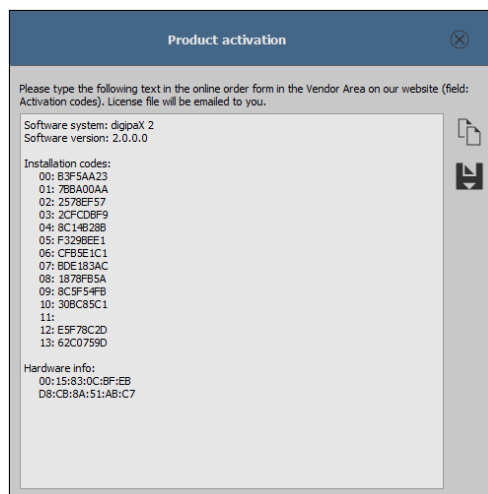 Product activation
Please type the following text in the online order form in the Vendor Area on our website (field:
Activation codes). License file will be emailed to you.
Software system: digipaX 2
Software version: 2.0.0.0
Installation codes:
00: B3F5AA23
01: 7BBA00AA
02: 2578EF57
03: 2CFCDBF9
04: 8C14B28B
05: F329BEE1
06: CFB5E1C1
07: BDE183AC
08: 1878FB5A
09: 8C5F54FB
10: 30BC85C1
11:
12: E5F78C2D
13: 62C0759D
Hardware info:
00:15:83:0C:BF:EB
D8:CB:8A:51:AB:C7